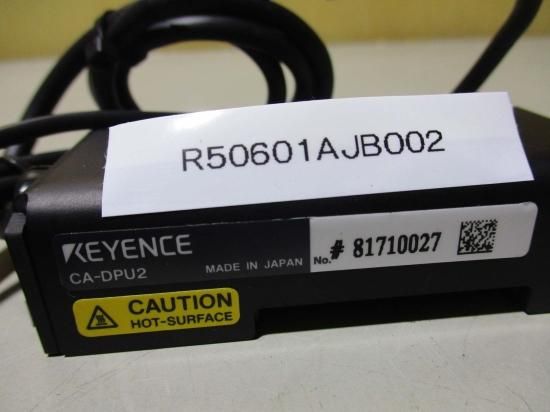 R50601AJB002
KEYENCE
CA-DPU2
MADE IN JAPAN
No. # 81710027
CAUTION
HOT-SURFACE